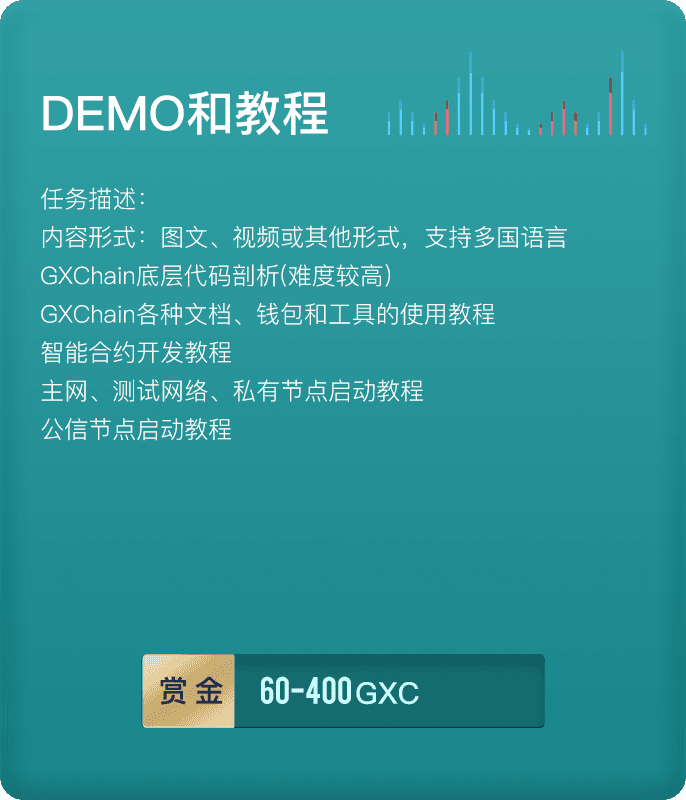 DEMO和教程
任务描述：
内容形式：图文、视频或其他形式，支持多国语言
GXChain底层代码剖析(难度较高)
GXChain各种文档、钱包和工具的使用教程
智能合约开发教程
主网、测试网络、私有节点启动教程
公信节点启动教程
赏金 60-400GXC